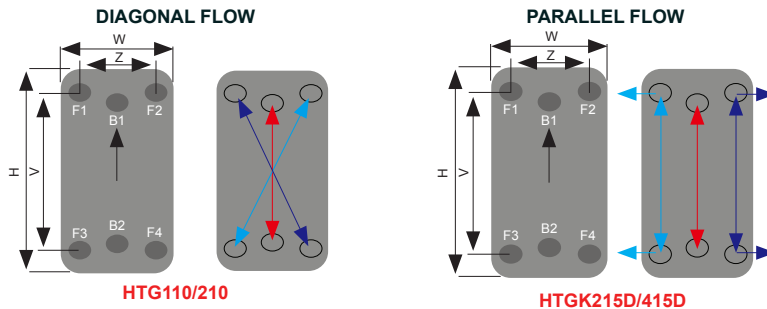 DIAGONAL FLOW
W
Z
F1
F2
B1
H
V
F3
B2
F4
HTG110/210
PARALLEL FLOW
W
Z
F1
F2
B1
H
V
F3
B2
F4
HTGK215D/415D